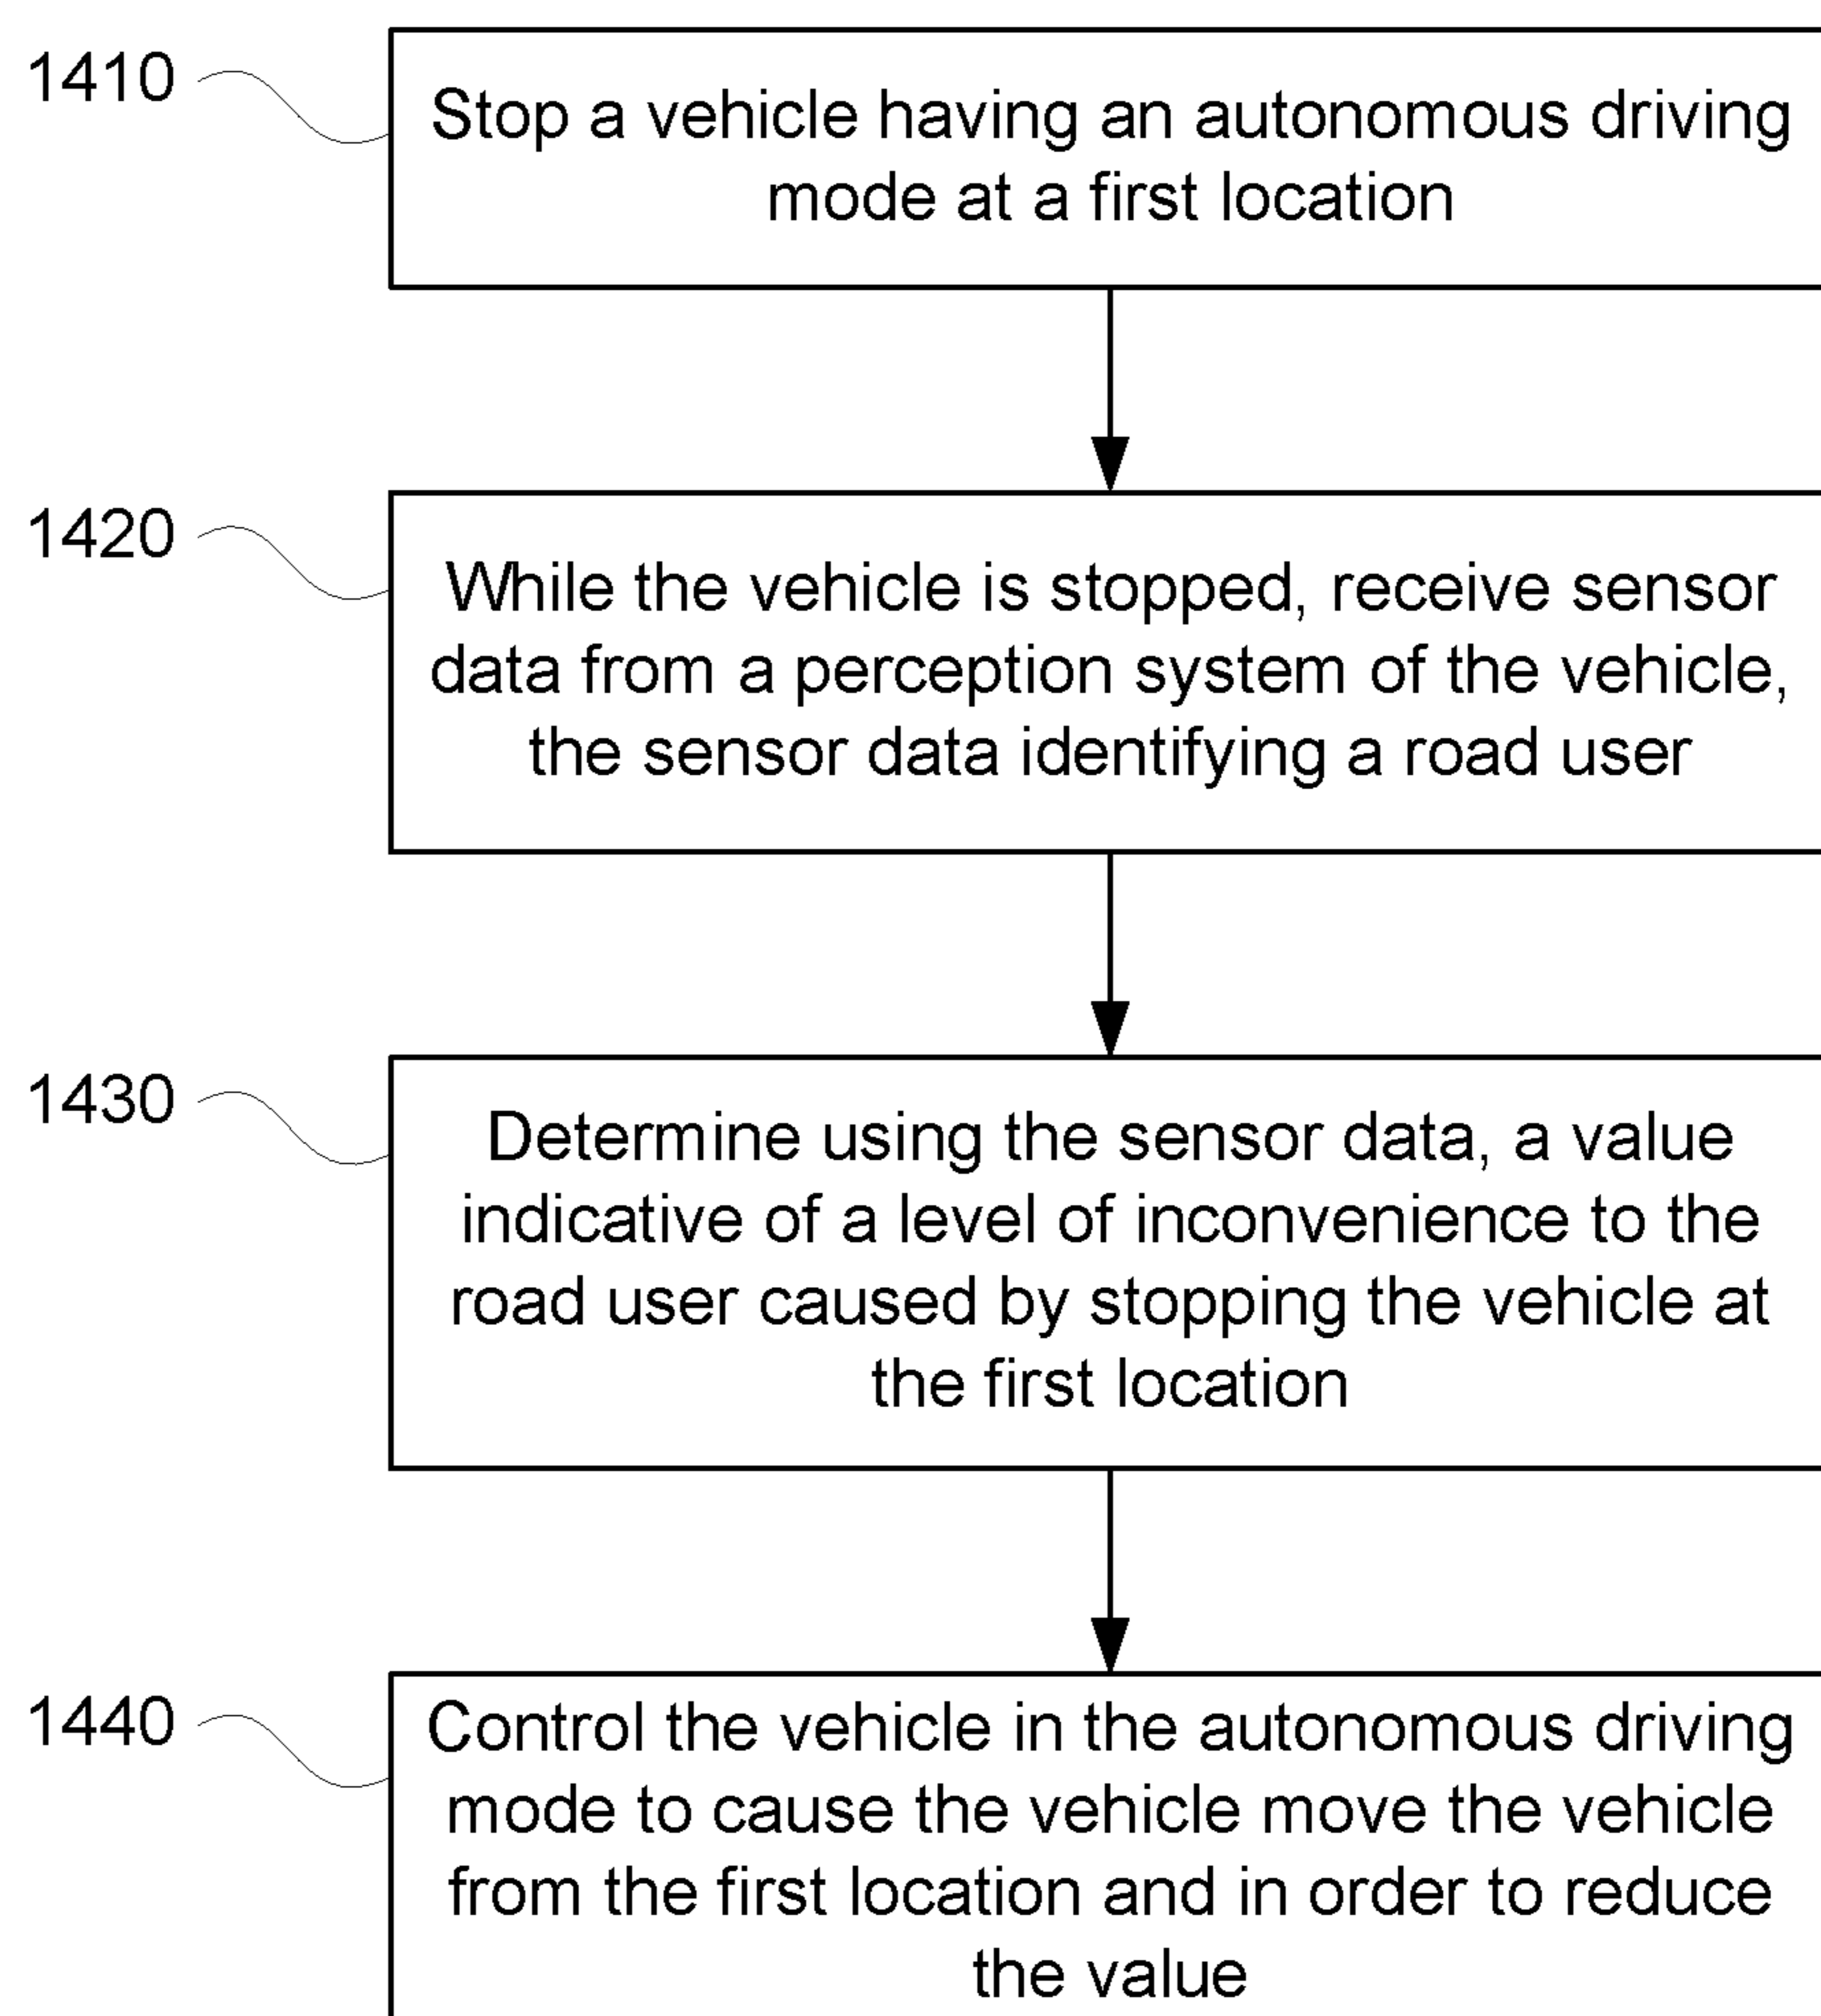 1410
Stop a vehicle having an autonomous driving
mode at a first location
1420
While the vehicle is stopped, receive sensor
data from a perception system of the vehicle,
the sensor data identifying a road user
1430
Determine using the sensor data, a value
indicative of a level of inconvenience to the
road user caused by stopping the vehicle at
the first location
1440
Control the vehicle in the autonomous driving
mode to cause the vehicle move the vehicle
from the first location and in order to reduce
the value